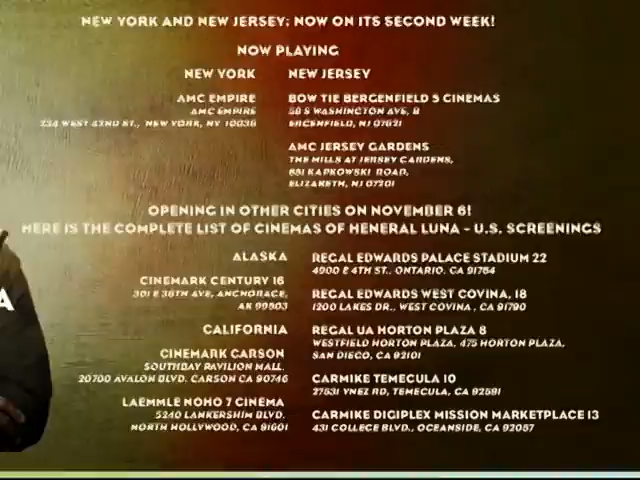 NEW YORK AND NEW JERSEY: NOW ON ITS SECOND WEEK!
NOW PLAYING
NEW YORK
AMC EMPIRE
AMC EMPIRE
234 WEST 42ND ST., NEW YORK, NY 10036
NEW JERSEY
BOW TIE BERGENFIELD 5 CINEMAS
58 S WASHINGTON AVE, B
ERGENFIELD, NJ 07621
AMC JERSEY GARDENS
THE MILLS AT JERSEY GARDENS,
651 KAPKOWSKI ROAD,
ELIZABETH, NJ 07201
OPENING IN OTHER CITIES ON NOVEMBER 6!
HERE IS THE COMPLETE LIST OF CINEMAS OF HENERAL LUNA - U.S. SCREENINGS
ALASKA
CINEMARK CENTURY 16
301 E 36TH AVE, ANCHORAGE,
AK 99503
CALIFORNIA
CINEMARK CARSON
SOUTHBAY PAVILION MALL,
20700 AVALON BLVD. CARSON CA 90746
LAEMMLE NOHO 7 CINEMA
5240 LANKERSHIM BLVD.
NORTH HOLLYWOOD, CA 91601
REGAL EDWARDS PALACE STADIUM 22
4900 E 4TH ST., ONTARIO, CA 91764
REGAL EDWARDS WEST COVINA, 18
1200 LAKES DR., WEST COVINA, CA 91790
REGAL UA HORTON PLAZA 8
WESTFIELD HORTON PLAZA, 475 HORTON PLAZA,
SAN DIEGO, CA 92101
CARMIKE TEMECULA 10
27531 YNEZ RD, TEMECULA, CA 92591
CARMIKE DIGIPLEX MISSION MARKETPLACE 13
431 COLLEGE BLVD., OCEANSIDE, CA 92057
A